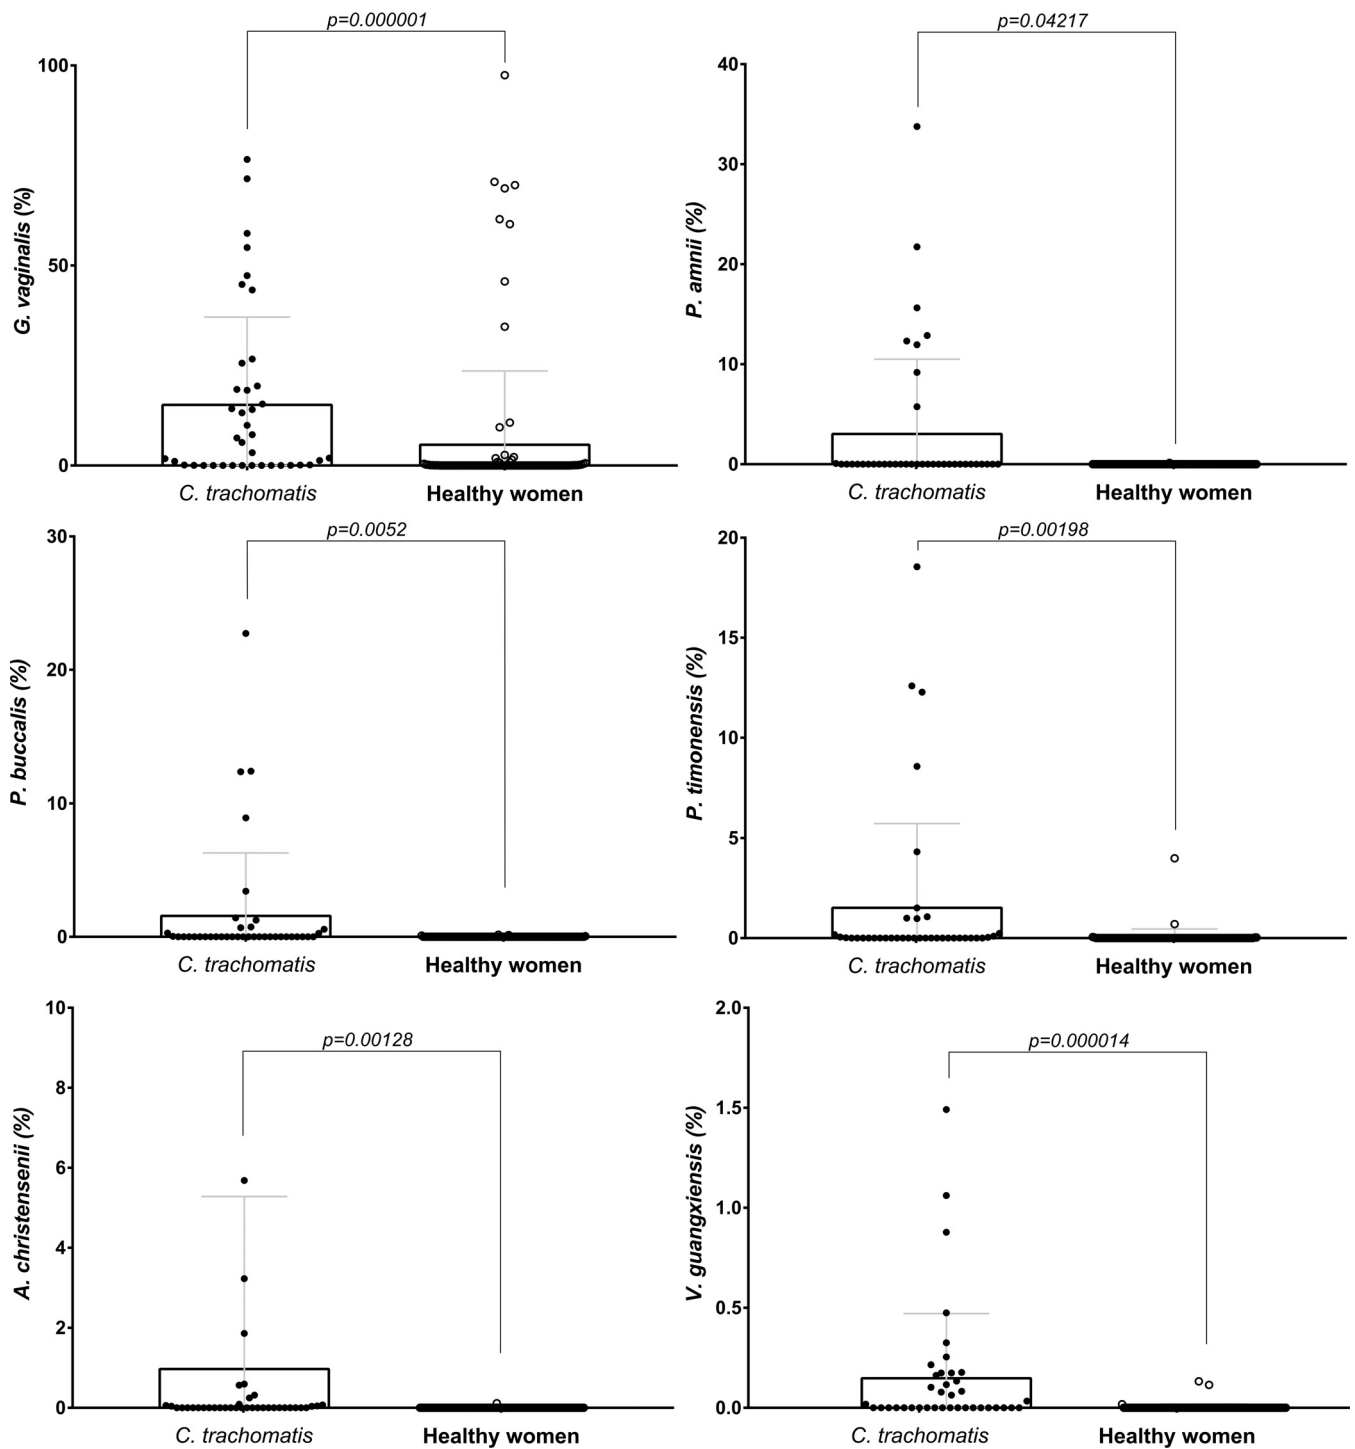 p=0.000001
100
50
0
G. vaginalis (%)
C. trachomatis
Healthy women
p=0.04217
40
30
20
10
0
P. amnii (%)
C. trachomatis
Healthy women
p=0.0052
30
20
10
0
P. buccalis (%)
C. trachomatis
Healthy women
p=0.00198
20
15
10
5
0
P. timonensis (%)
C. trachomatis
Healthy women
p=0.00128
10
8
6
4
2
0
A. christensenii (%)
C. trachomatis
Healthy women
p=0.000014
2.0
1.5
1.0
0.5
0.0
V. guangxiensis (%)
C. trachomatis
Healthy women